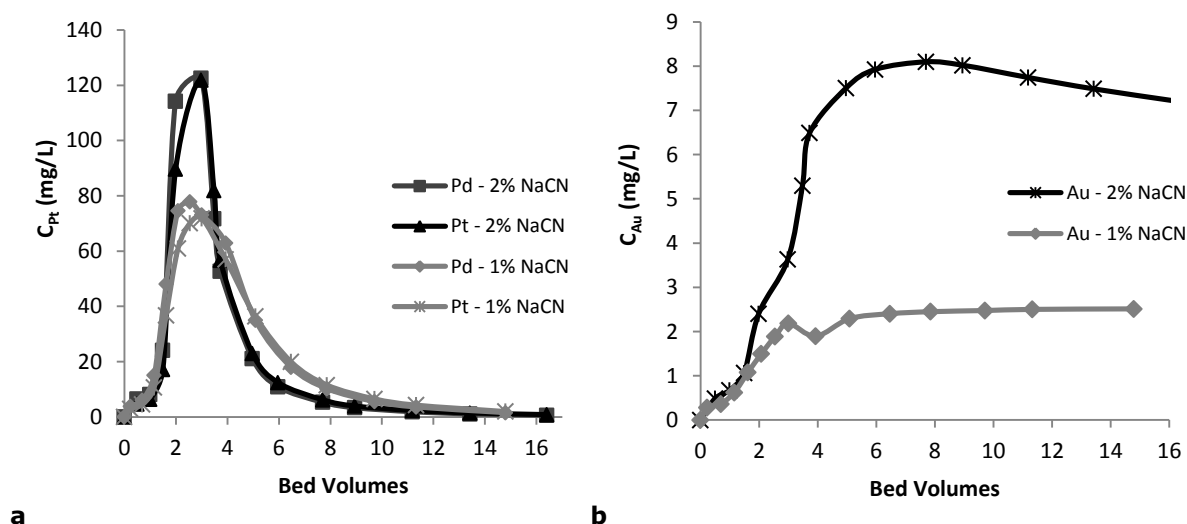 140
120
100
80
60
40
20
0
C_Pt (mg/L)
0 2 4 6 8 10 12 14 16
Bed Volumes
Pd - 2% NaCN
Pt - 2% NaCN
Pd - 1% NaCN
Pt - 1% NaCN
a
9
8
7
6
5
4
3
2
1
0
C_Au (mg/L)
0 2 4 6 8 10 12 14 16
Bed Volumes
Au - 2% NaCN
Au - 1% NaCN
b